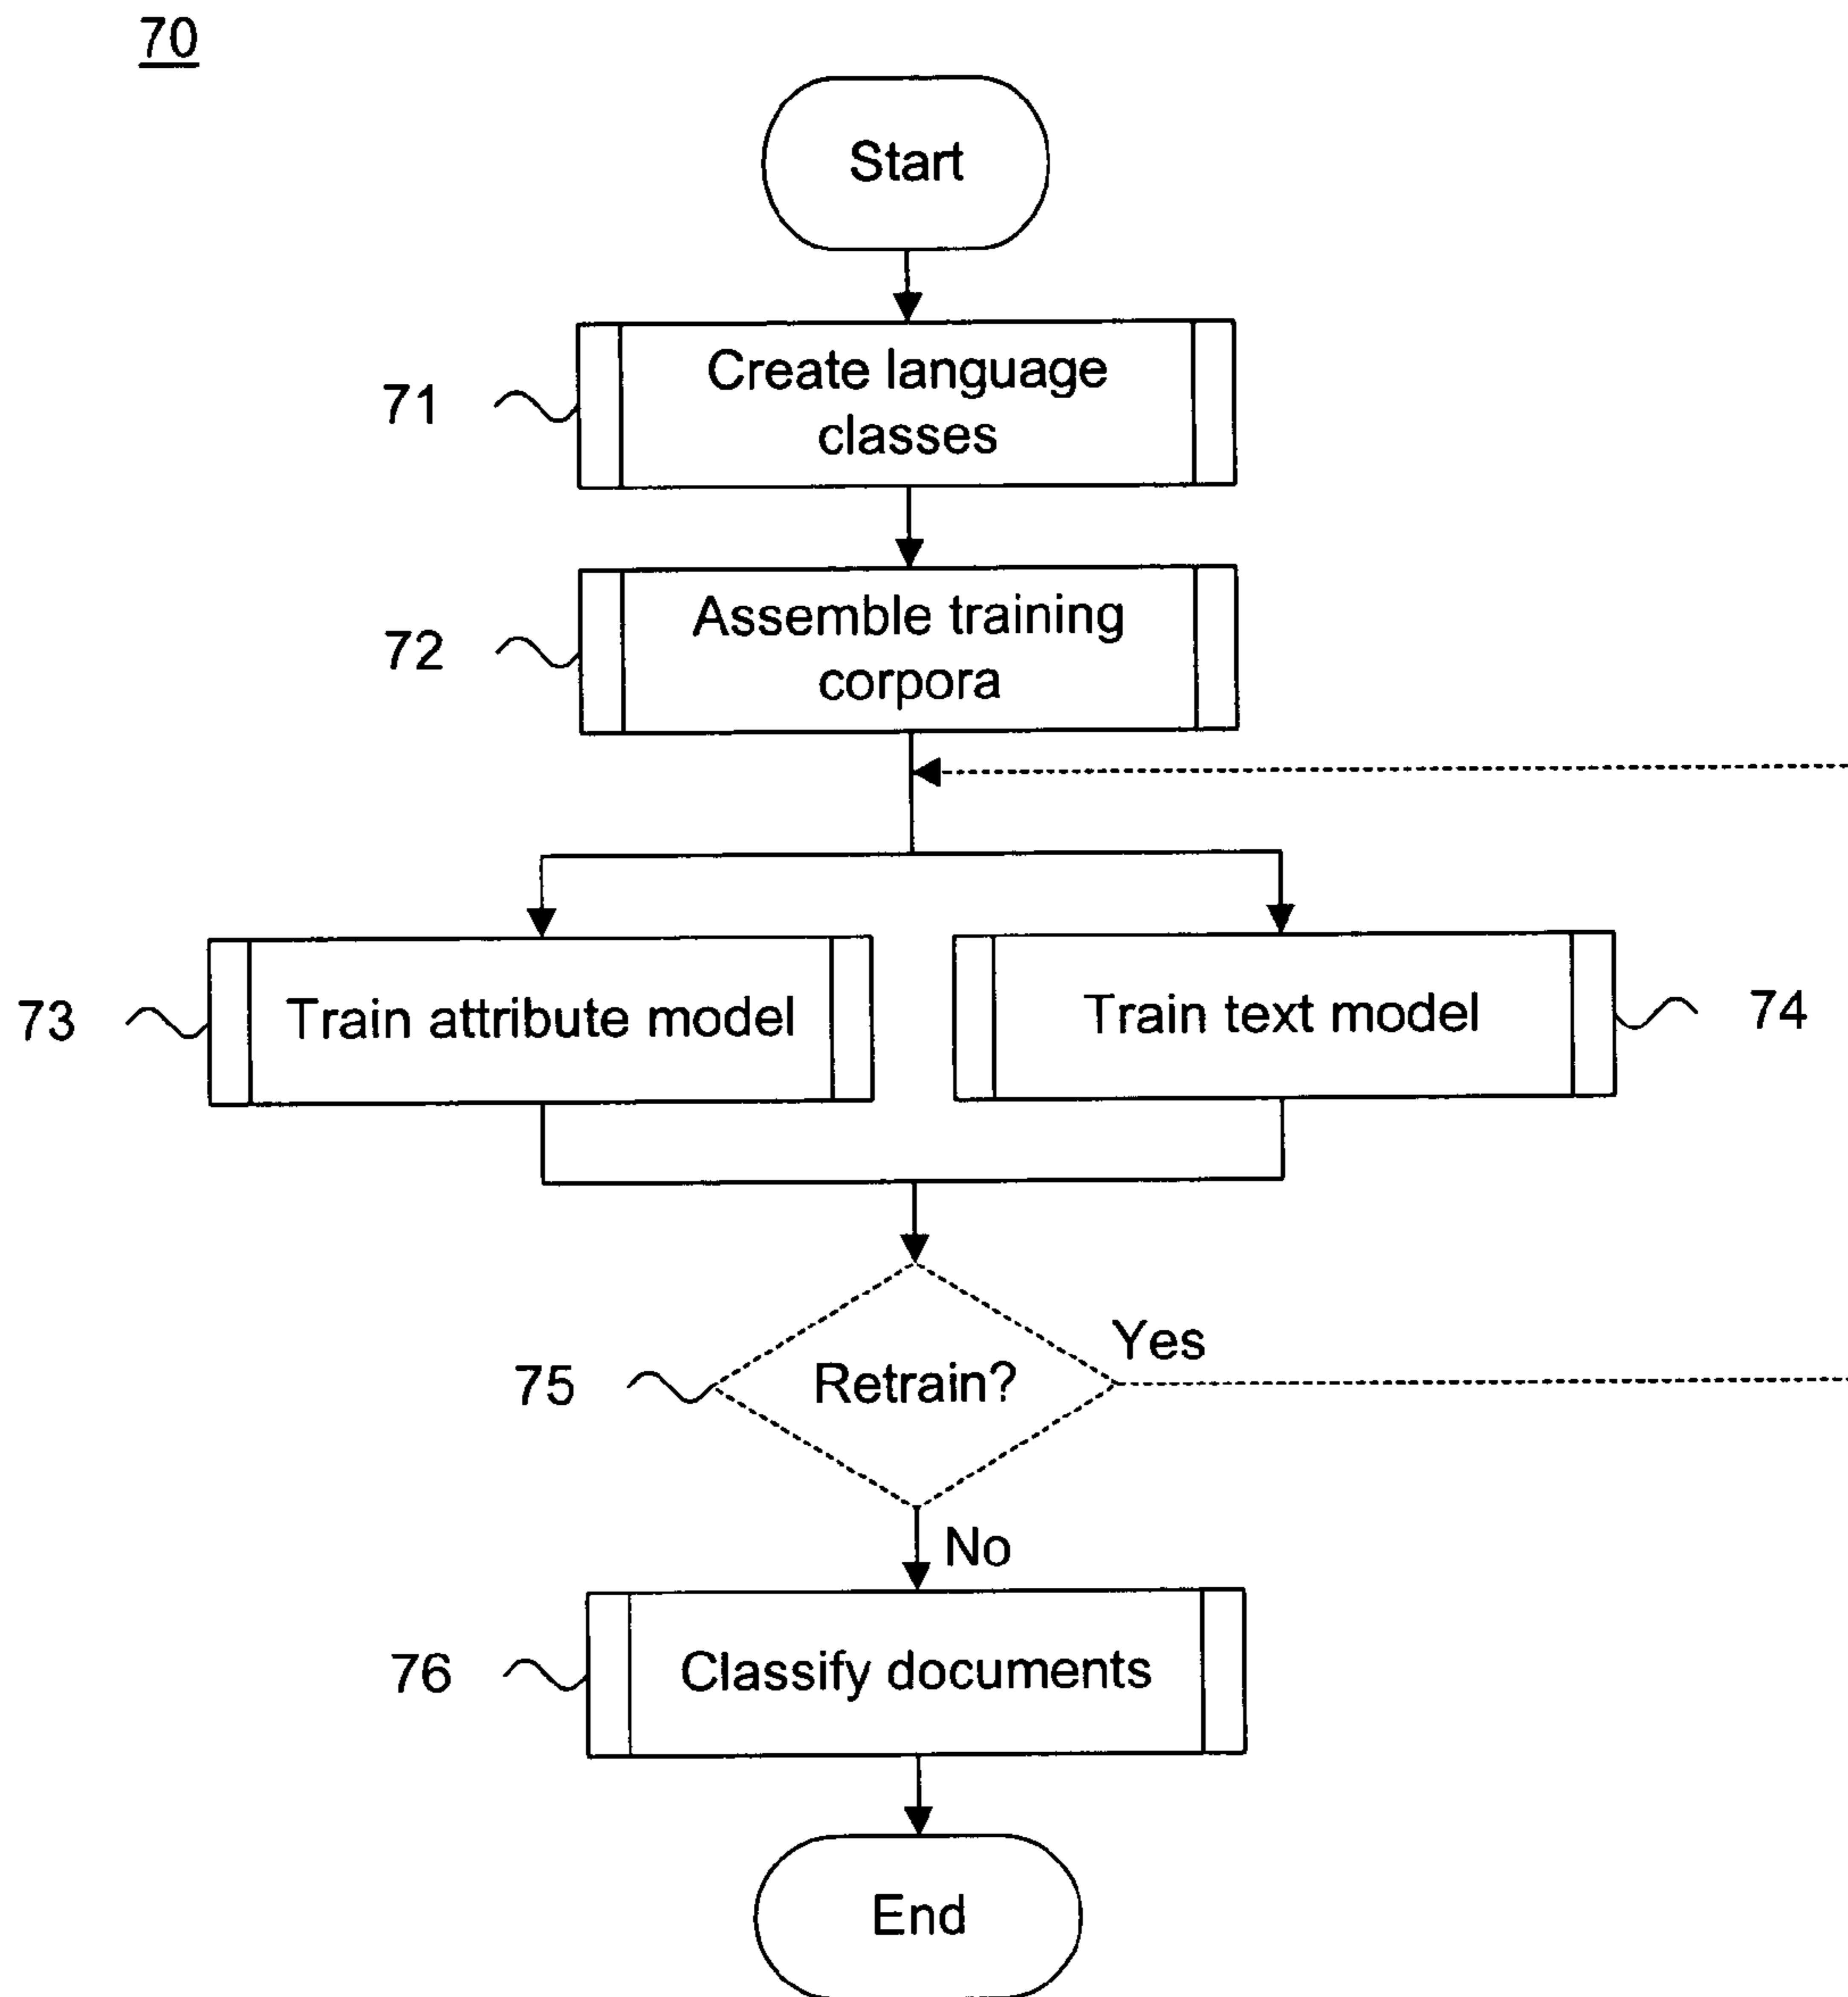 70
Start
71
Create language
classes
72
Assemble training
corpora
73
Train attribute model
Train text model
74
75
Retrain?
Yes
No
76
Classify documents
End